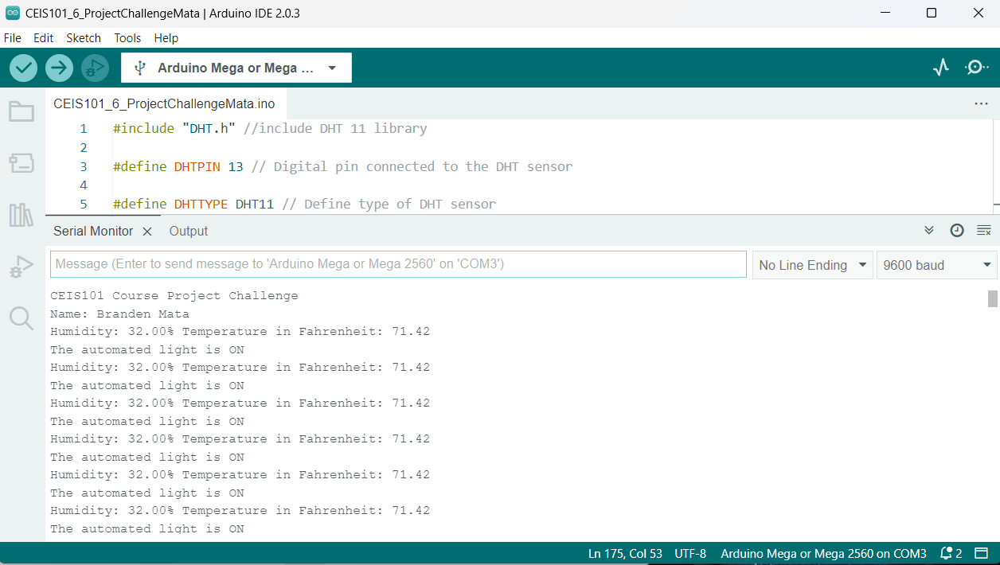 CEIS101_6_ProjectChallengeMata | Arduino IDE 2.0.3
File Edit Sketch Tools Help
Arduino Mega or Mega ...
CEIS101_6_ProjectChallengeMata.ino
1 #include "DHT.h" //include DHT 11 library
2
3 #define DHTPIN 13 // Digital pin connected to the DHT sensor
4
5 #define DHTTYPE DHT11 // Define type of DHT sensor
Serial Monitor Output
Message (Enter to send message to 'Arduino Mega or Mega 2560' on 'COM3') No Line Ending 9600 baud
CEIS101 Course Project Challenge
Name: Branden Mata
Humidity: 32.00% Temperature in Fahrenheit: 71.42
The automated light is ON
Humidity: 32.00% Temperature in Fahrenheit: 71.42
The automated light is ON
Humidity: 32.00% Temperature in Fahrenheit: 71.42
The automated light is ON
Humidity: 32.00% Temperature in Fahrenheit: 71.42
The automated light is ON
Humidity: 32.00% Temperature in Fahrenheit: 71.42
The automated light is ON
Humidity: 32.00% Temperature in Fahrenheit: 71.42
The automated light is ON
Ln 175, Col 53 UTF-8 Arduino Mega or Mega 2560 on COM3 2